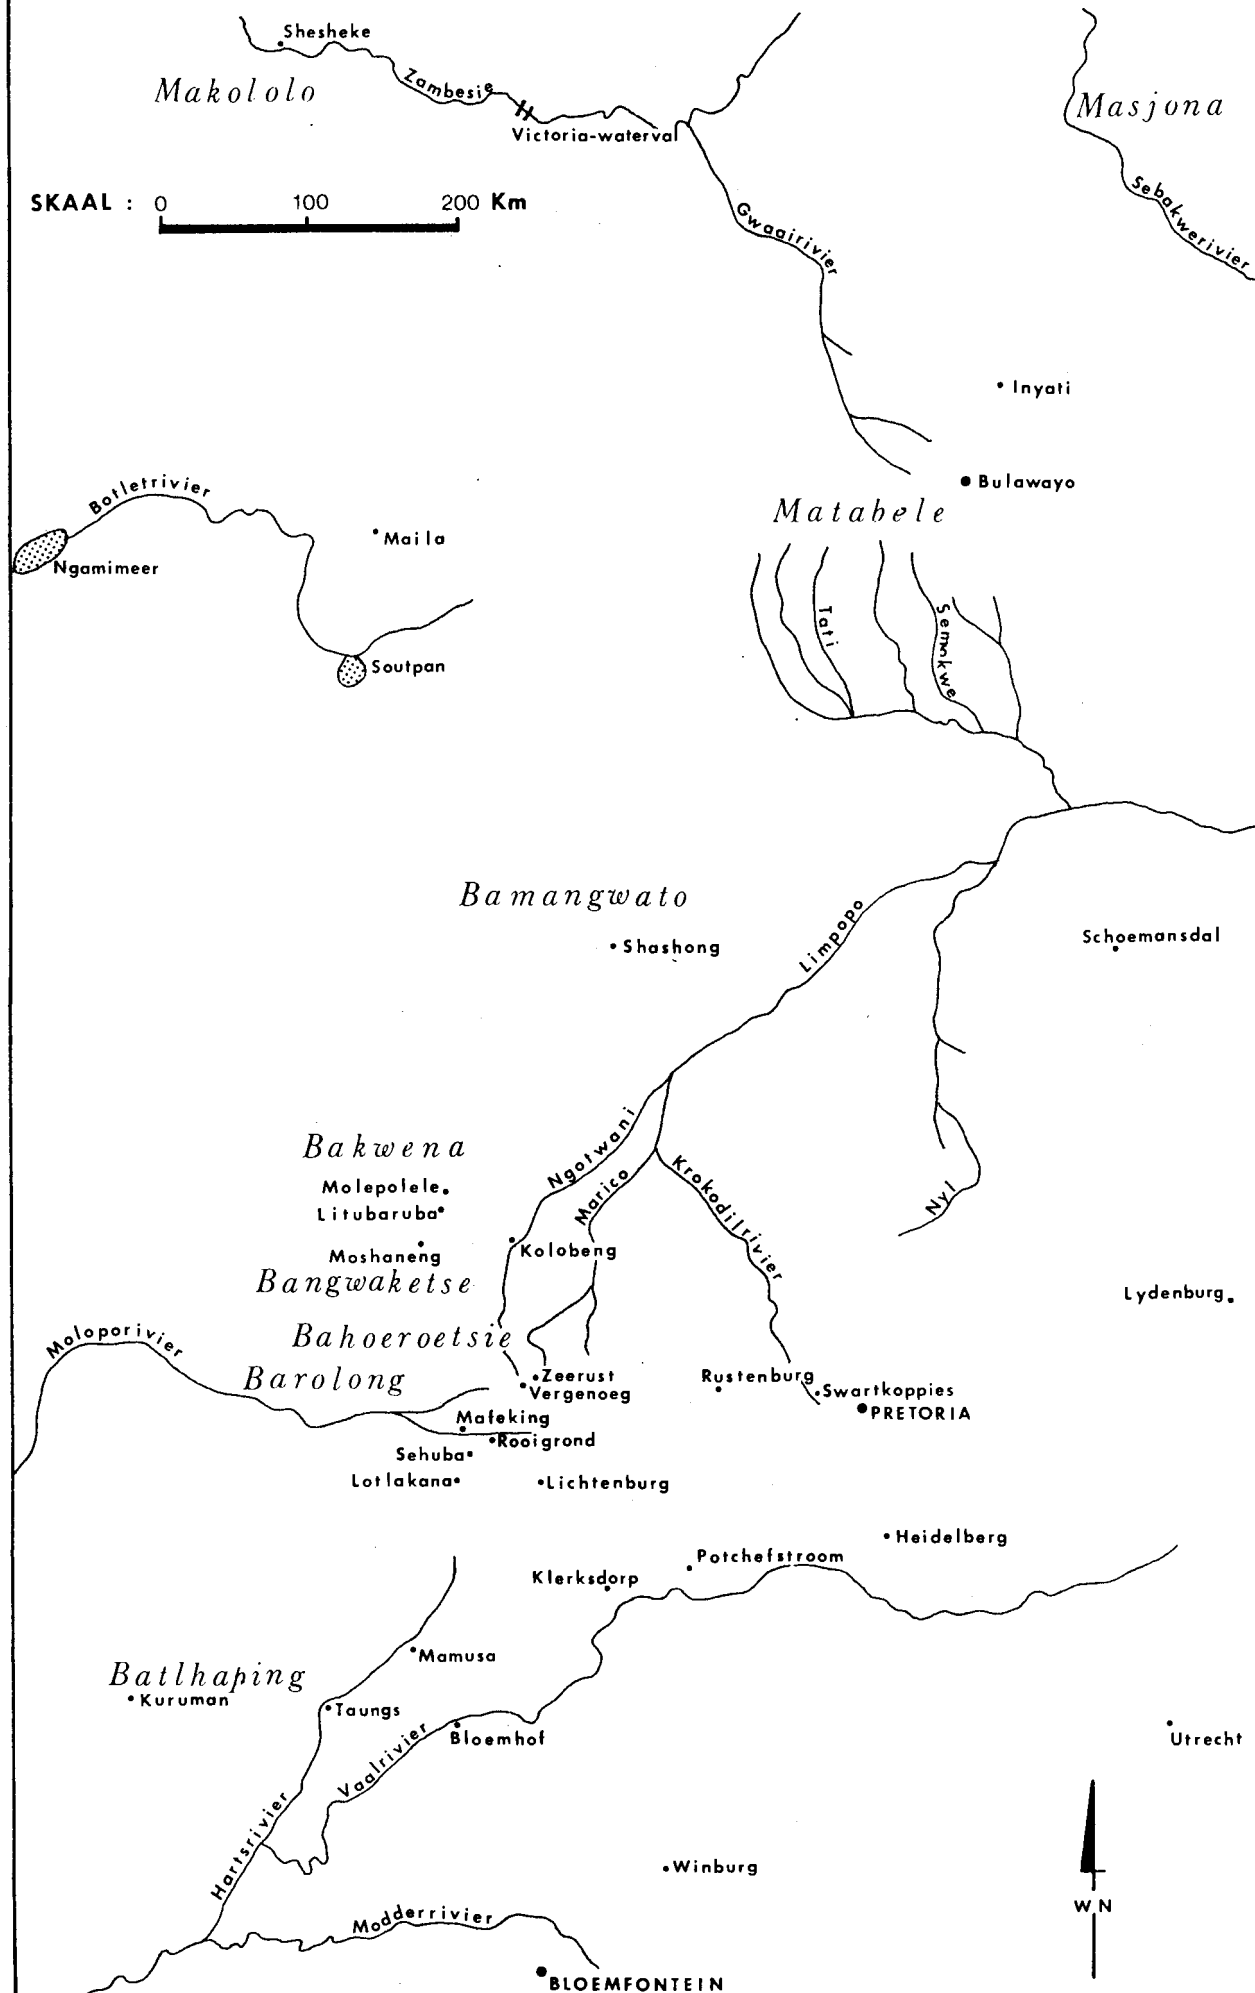 Shesheke
Zambesie
Makololo
Masjona
Victoria-waterval
Sebakwerivier
SKAAL : 0 100 200 Km
Gwaairivier
Inyati
Bulawayo
Botletrivier
Matabele
Maila
Ngamimeer
Tati
Semokwe
Soutpan
Bamangwato
Limpopo
Shashong
Schoemansdal
Ngotwani
Bakwena
Marico
Krokodilrivier
Molepolele
Nyl
Litubaruba
Moshaneng
Kolobeng
Bangwaketse
Lydenburg
Moloporivier
Bahoeroetsie
Barolong
Zeerust
Rustenburg
Vergenoeg
Swartkoppies
PRETORIA
Mafeking
Rooigrond
Sehuba
Lotlakana
Lichtenburg
Heidelberg
Potchefstroom
Klerksdorp
Mamusa
Batlhaping
Kuruman
Taungs
Vaalrivier
Bloemhof
Utrecht
Hartsrivier
Winburg
W N
Modderrivier
BLOEMFONTEIN